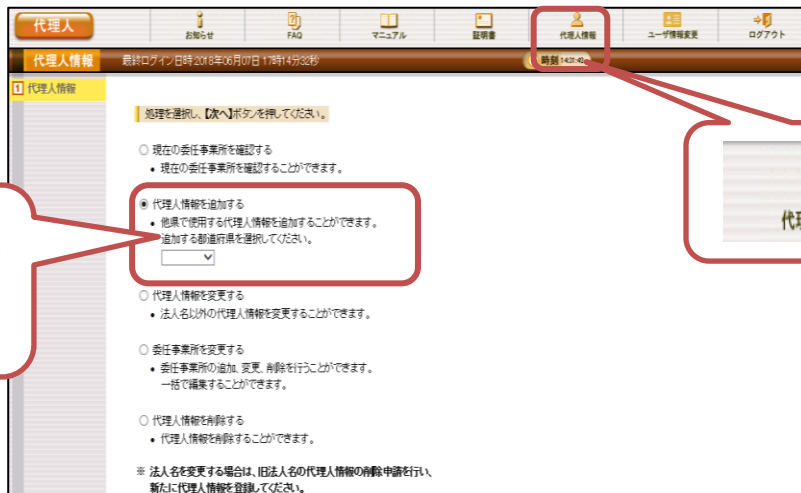 代理人
お知らせ
FAQ
マニュアル
証明書
代理人情報
ユーザ情報変更
ログアウト
代理人情報
最終ログイン日時:2018年06月07日 17時14分32秒
時刻 14:31:40
1 代理人情報
処理を選択し、【次へ】ボタンを押してください。
○ 現在の委任事業所を確認する
• 現在の委任事業所を確認することができます。
◉ 代理人情報を追加する
• 他県で使用する代理人情報を追加することができます。
追加する都道府県を選択してください。
○ 代理人情報を変更する
• 法人名以外の代理人情報を変更することができます。
○ 委任事業所を変更する
• 委任事業所の追加、変更、削除を行うことができます。
一括で編集することができます。
○ 代理人情報を削除する
• 代理人情報を削除することができます。
※ 法人名を変更する場合は、旧法人名の代理人情報の削除申請を行い、
新たに代理人情報を登録してください。